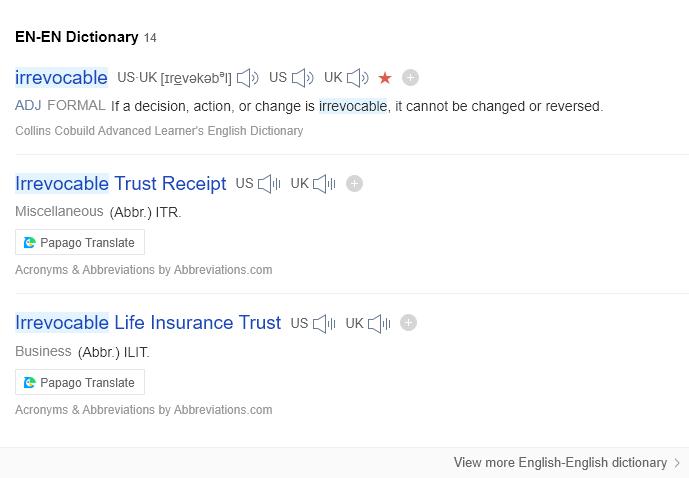 EN-EN Dictionary 14
irrevocable US·UK [ɪrevəkəbᵊl] US UK
ADJ FORMAL If a decision, action, or change is irrevocable, it cannot be changed or reversed.
Collins Cobuild Advanced Learner's English Dictionary
Irrevocable Trust Receipt US UK
Miscellaneous (Abbr.) ITR.
Papago Translate
Acronyms & Abbreviations by Abbreviations.com
Irrevocable Life Insurance Trust US UK
Business (Abbr.) ILIT.
Papago Translate
Acronyms & Abbreviations by Abbreviations.com
View more English-English dictionary